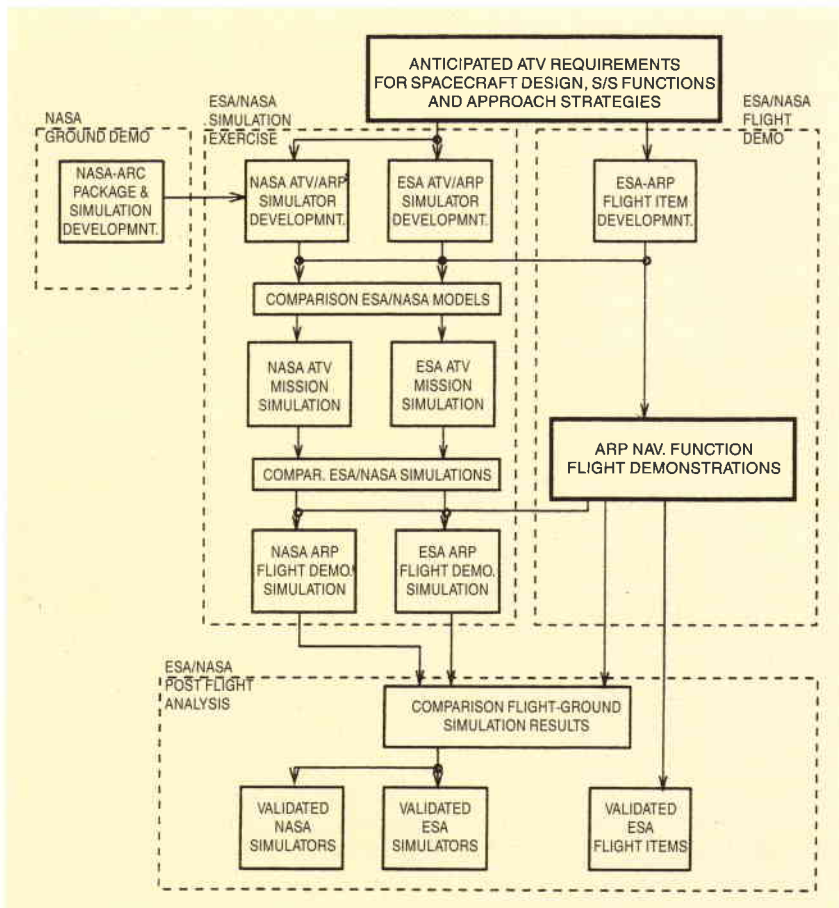 ANTICIPATED ATV REQUIREMENTS
FOR SPACECRAFT DESIGN, S/S FUNCTIONS
AND APPROACH STRATEGIES
NASA
GROUND DEMO
ESA/NASA
SIMULATION
EXERCISE
ESA/NASA
FLIGHT
DEMO
NASA-ARC
PACKAGE &
SIMULATION
DEVELOPMNT.
NASA ATV/ARP
SIMULATOR
DEVELOPMNT.
ESA ATV/ARP
SIMULATOR
DEVELOPMNT.
ESA-ARP
FLIGHT ITEM
DEVELOPMNT.
COMPARISON ESA/NASA MODELS
NASA ATV
MISSION
SIMULATION
ESA ATV
MISSION
SIMULATION
ARP NAV. FUNCTION
FLIGHT DEMONSTRATIONS
COMPAR. ESA/NASA SIMULATIONS
NASA ARP
FLIGHT DEMO.
SIMULATION
ESA ARP
FLIGHT DEMO.
SIMULATION
ESA/NASA
POST FLIGHT
ANALYSIS
COMPARISON FLIGHT-GROUND
SIMULATION RESULTS
VALIDATED
NASA
SIMULATORS
VALIDATED
ESA
SIMULATORS
VALIDATED
ESA
FLIGHT ITEMS